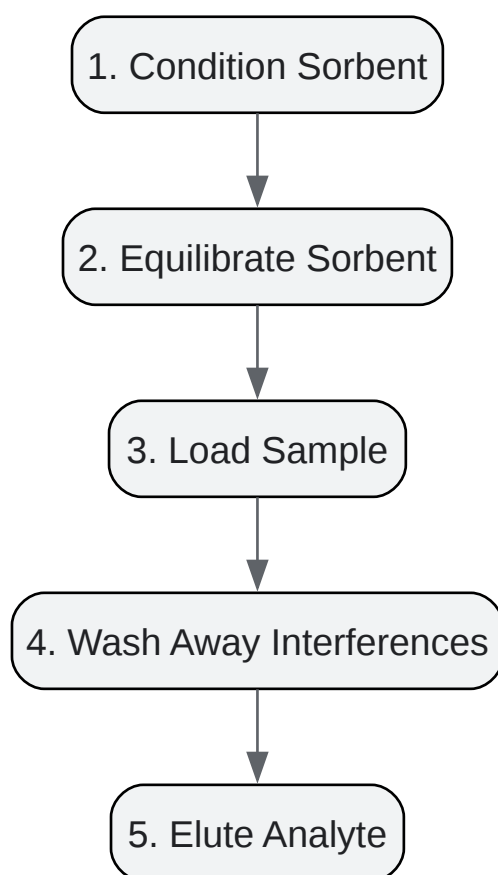 1. Condition Sorbent
2. Equilibrate Sorbent
3. Load Sample
4. Wash Away Interferences
5. Elute Analyte